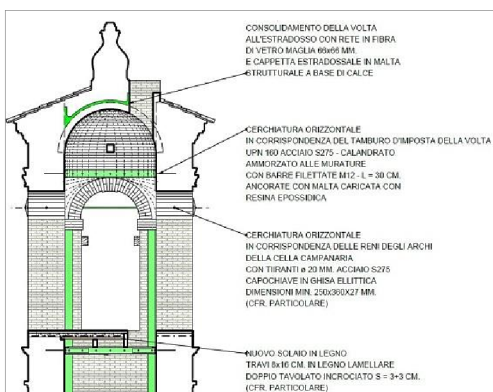 CONSOLIDAMENTO DELLA VOLTA
ALL'ESTRADOSSO CON RETE IN FIBRA
DI VETRO MAGLIA 66x66 MM.
E CAPPETTA ESTRADOSSALE IN MALTA
STRUTTURALE A BASE DI CALCE
CERCHIATURA ORIZZONTALE
IN CORRISPONDENZA DEL TAMBURO D'IMPOSTA DELLA VOLTA
UPN 160 ACCIAIO S275 - CALANDRATO
AMMORZATO ALLE MURATURE
CON BARRE FILETTATE M12 - L = 30 CM.
ANCORATE CON MALTA CARICATA CON
RESINA EPOSSIDICA
CERCHIATURA ORIZZONTALE
IN CORRISPONDENZA DELLE RENI DEGLI ARCHI
DELLA CELLA CAMPANARIA
CON TIRANTI ø 20 MM. ACCIAIO S275
CAPOCHIAVE IN GHISA ELLITTICA
DIMENSIONI MIN. 250x360x27 MM.
(CFR. PARTICOLARE)
NUOVO SOLAIO IN LEGNO
TRAVI 8x16 CM. IN LEGNO LAMELLARE
DOPPIO TAVOLATO INCROCIATO S = 3+3 CM.
(CFR. PARTICOLARE)